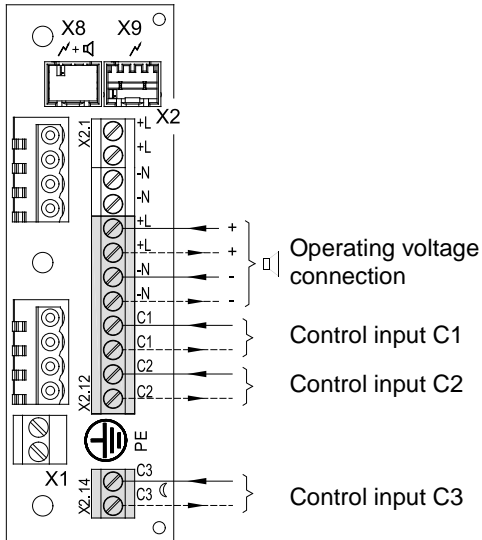 X8 X9
+
X2
X2.1
+L
+L
-N
-N
+L +
+L +
-N -
-N -
Operating voltage
connection
C1
C1
Control input C1
C2
C2
Control input C2
X2.12
PE
X1
X2.14
C3
C3
Control input C3